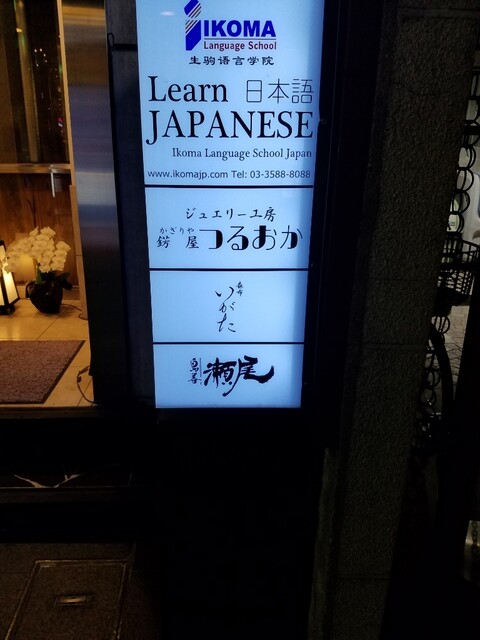 IKOMA
Language School
生驹语言学院
Learn 日本語
JAPANESE
Ikoma Language School Japan
www.ikomajp.com Tel: 03-3588-8088
ジュエリー工房
かざりや
錺屋 つるおか
麻布
いがた
瀬尾